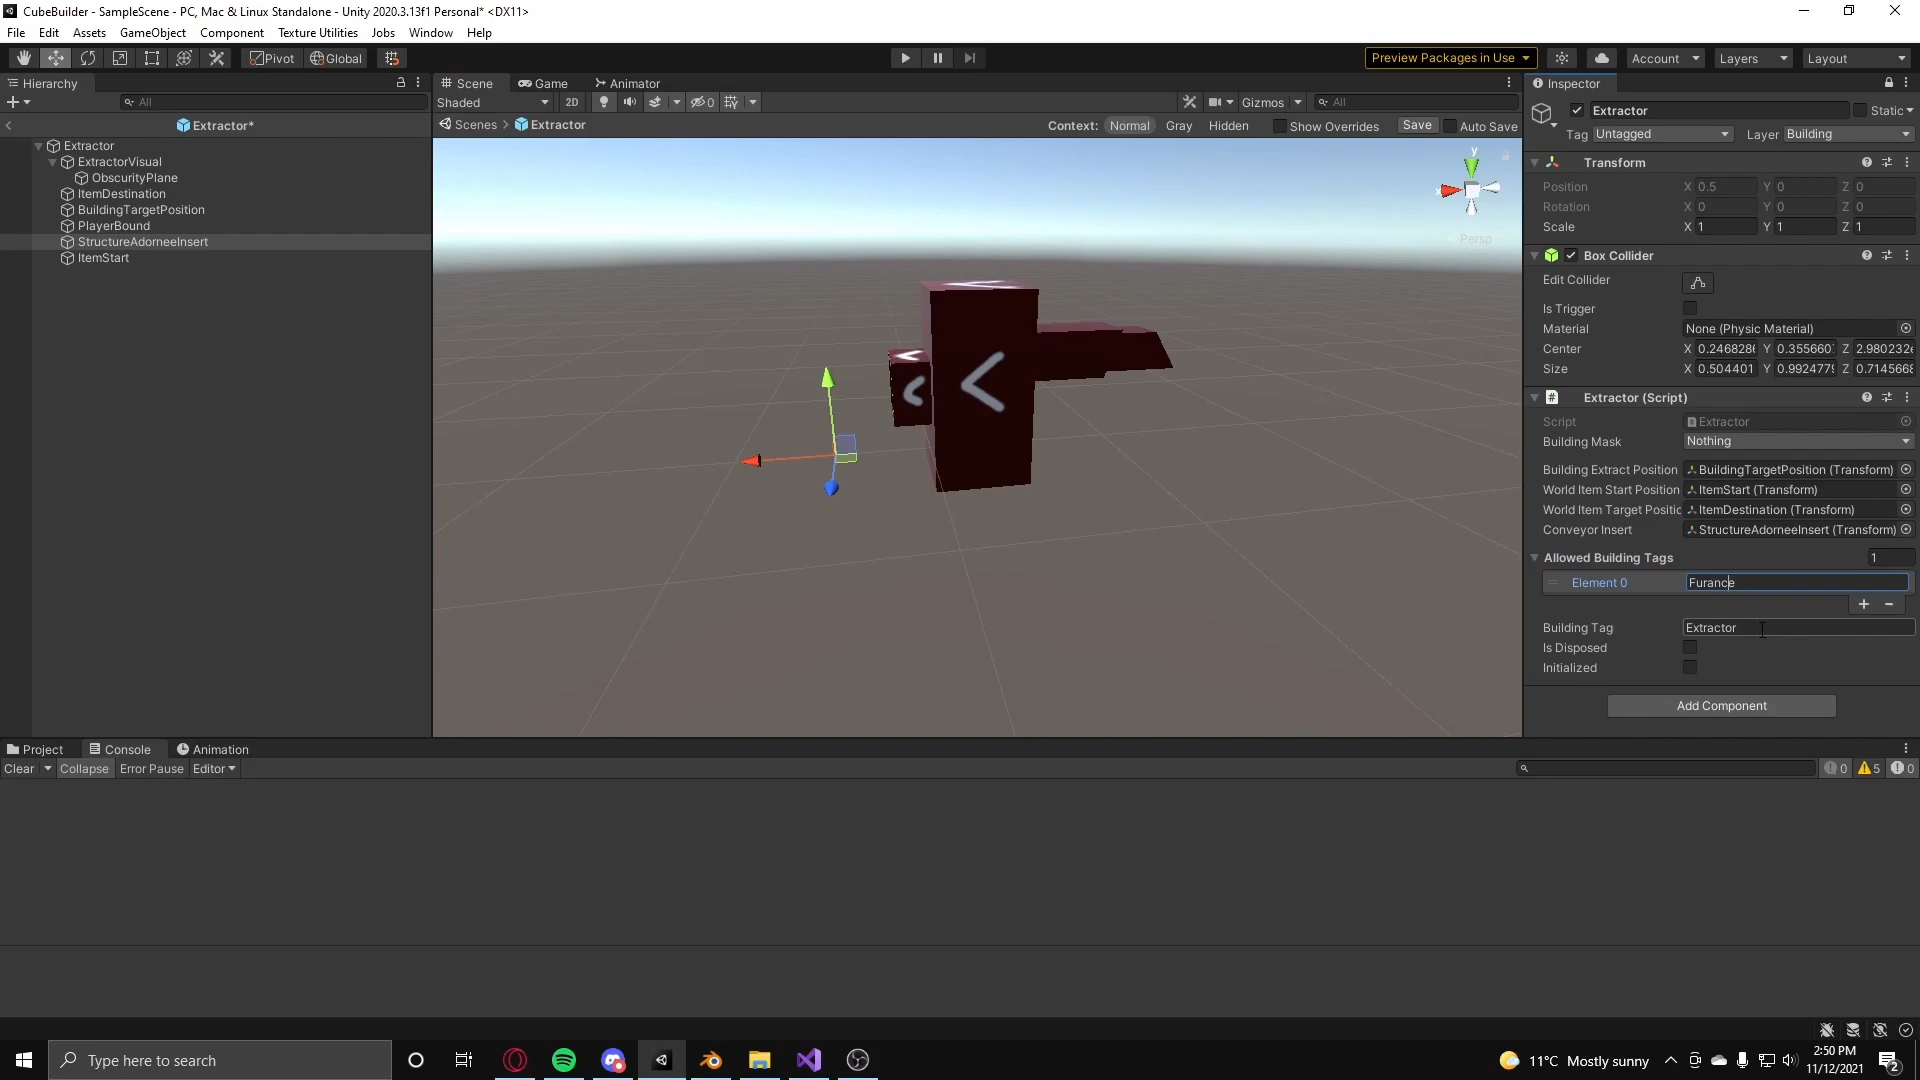 CubeBuilder - SampleScene - PC, Mac & Linux Standalone - Unity 2020.3.13f1 Personal* <DX11>
File Edit Assets GameObject Component Texture Utilities Jobs Window Help
Pivot Global Preview Packages in Use Account Layers Layout
Hierarchy Scene Game Animator Inspector
All Shaded 2D 0 Gizmos All
Extractor*
Scenes Extractor Context: Normal Gray Hidden Show Overrides Save Auto Save
Extractor
ExtractorVisual
ObscurityPlane
ItemDestination
BuildingTargetPosition
PlayerBound
StructureAdorneeInsert
ItemStart
y
x
Persp
Extractor Static
Tag Untagged Layer Building
Transform
Position X 0.5 Y 0 Z 0
Rotation X 0 Y 0 Z 0
Scale X 1 Y 1 Z 1
Box Collider
Edit Collider
Is Trigger
Material None (Physic Material)
Center X 0.2468286 Y 0.3556607 Z 2.980232e
Size X 0.504401 Y 0.9924779 Z 0.7145668
Extractor (Script)
Script Extractor
Building Mask Nothing
Building Extract Position BuildingTargetPosition (Transform)
World Item Start Position ItemStart (Transform)
World Item Target Positic ItemDestination (Transform)
Conveyor Insert StructureAdorneeInsert (Transform)
Allowed Building Tags 1
Element 0 Furance
Building Tag Extractor
Is Disposed
Initialized
Add Component
Project Console Animation
Clear Collapse Error Pause Editor 0 5 0
Type here to search
11°C Mostly sunny
2:50 PM
11/12/2021
2